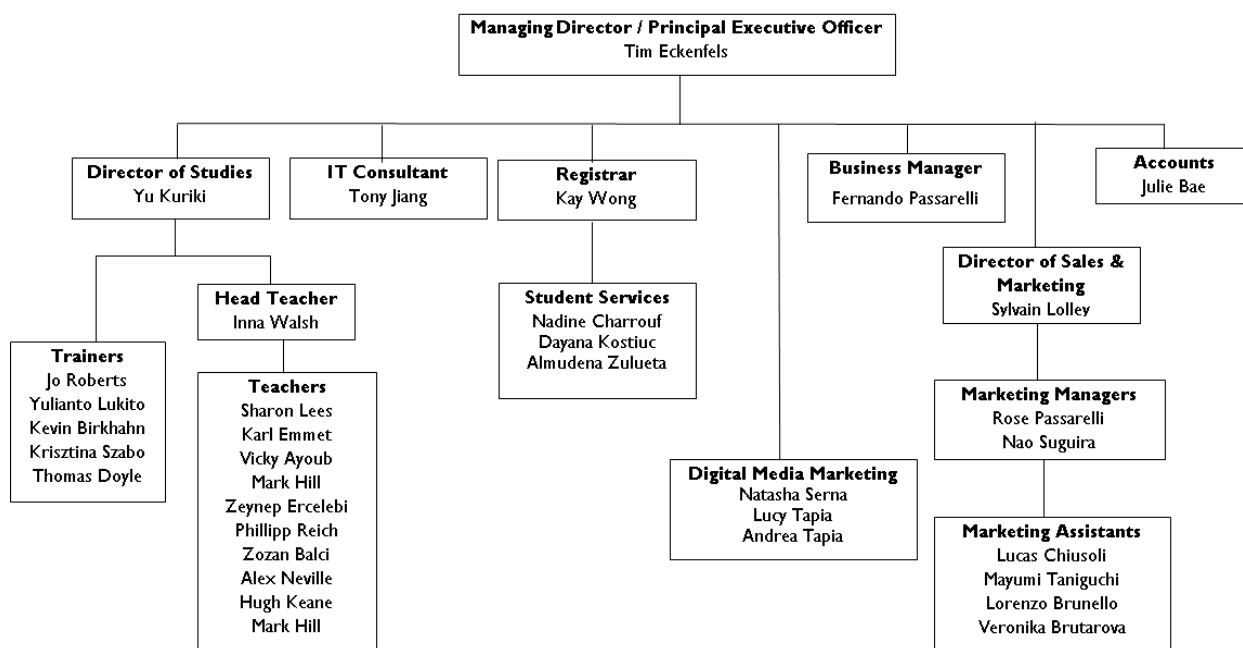 Managing Director / Principal Executive Officer
Tim Eckenfels
Director of Studies
Yu Kuriki
IT Consultant
Tony Jiang
Registrar
Kay Wong
Business Manager
Fernando Passarelli
Accounts
Julie Bae
Director of Sales &
Marketing
Sylvain Lolley
Head Teacher
Inna Walsh
Student Services
Nadine Charrouf
Dayana Kostiuc
Almudena Zulueta
Trainers
Jo Roberts
Yulianto Lukito
Kevin Birkhahn
Krisztina Szabo
Thomas Doyle
Teachers
Sharon Lees
Karl Emmet
Vicky Ayoub
Mark Hill
Zeynep Ercelebi
Phillipp Reich
Zozan Balci
Alex Neville
Hugh Keane
Mark Hill
Digital Media Marketing
Natasha Serna
Lucy Tapia
Andrea Tapia
Marketing Managers
Rose Passarelli
Nao Suguira
Marketing Assistants
Lucas Chiusoli
Mayumi Taniguchi
Lorenzo Brunello
Veronika Brutarova